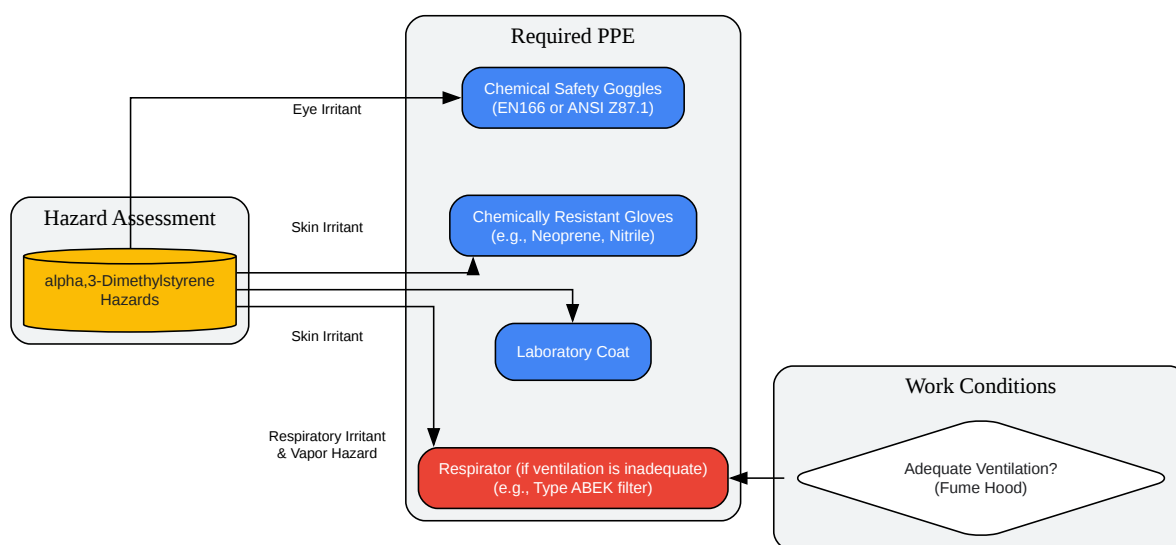 Required PPE
Chemical Safety Goggles
(EN166 or ANSI Z87.1)
Eye Irritant
Hazard Assessment
alpha,3-Dimethylstyrene
Hazards
Skin Irritant
Chemically Resistant Gloves
(e.g., Neoprene, Nitrile)
Skin Irritant
Laboratory Coat
Respiratory Irritant
& Vapor Hazard
Respirator (if ventilation is inadequate)
(e.g., Type ABEK filter)
Work Conditions
Adequate Ventilation?
(Fume Hood)